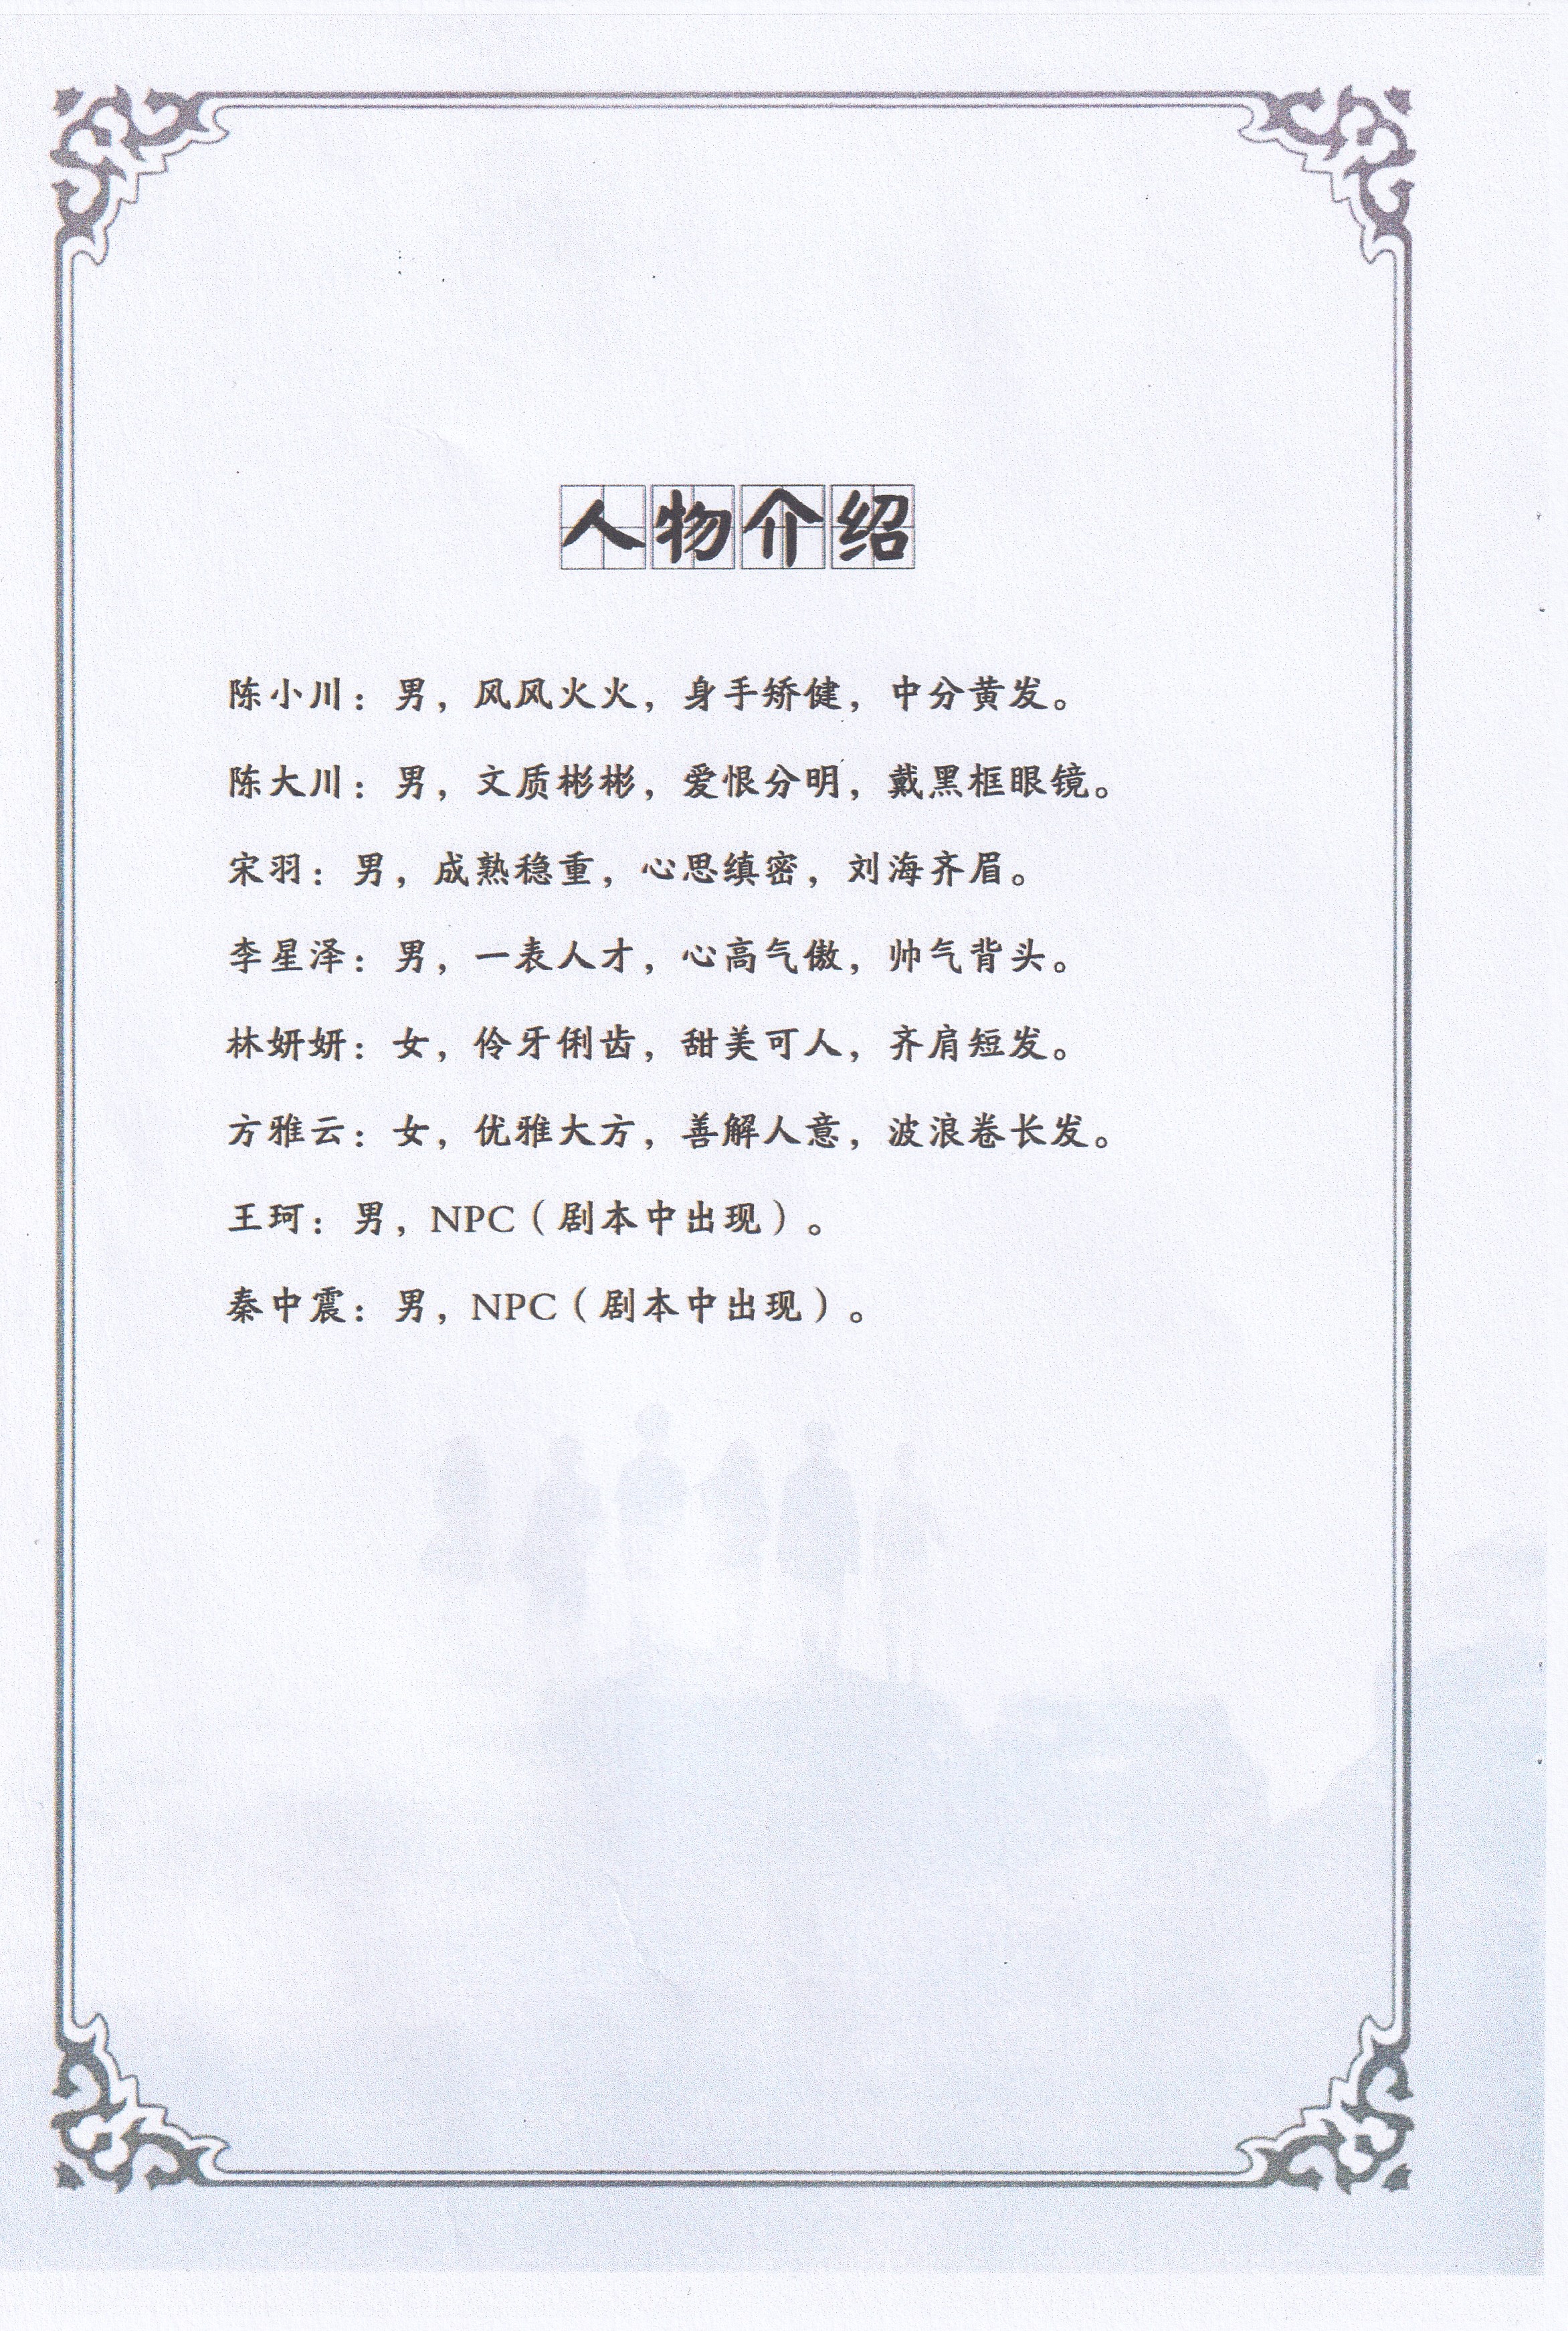 人物介绍
陈小川：男，风风火火，身手矫健，中分黄发。
陈大川：男，文质彬彬，爱恨分明，戴黑框眼镜。
宋羽：男，成熟稳重，心思缜密，刘海齐眉。
李星泽：男，一表人才，心高气傲，帅气背头。
林妍妍：女，伶牙俐齿，甜美可人，齐肩短发。
方雅云：女，优雅大方，善解人意，波浪卷长发。
王珂：男，NPC（剧本中出现）。
秦中震：男，NPC（剧本中出现）。